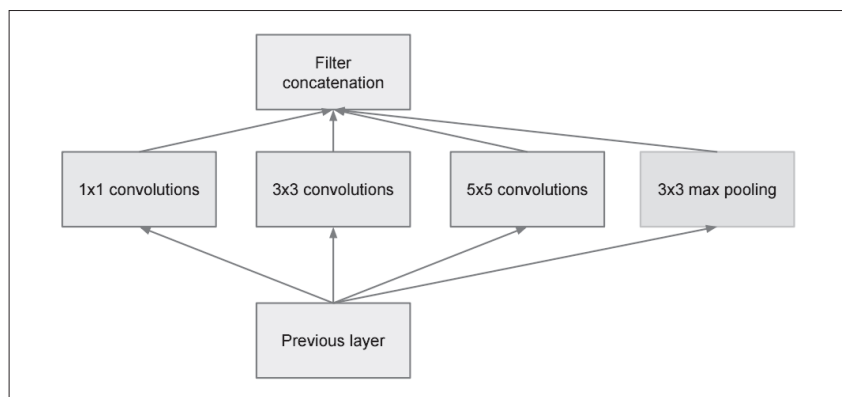 Filter
concatenation
1x1 convolutions
3x3 convolutions
5x5 convolutions
3x3 max pooling
Previous layer